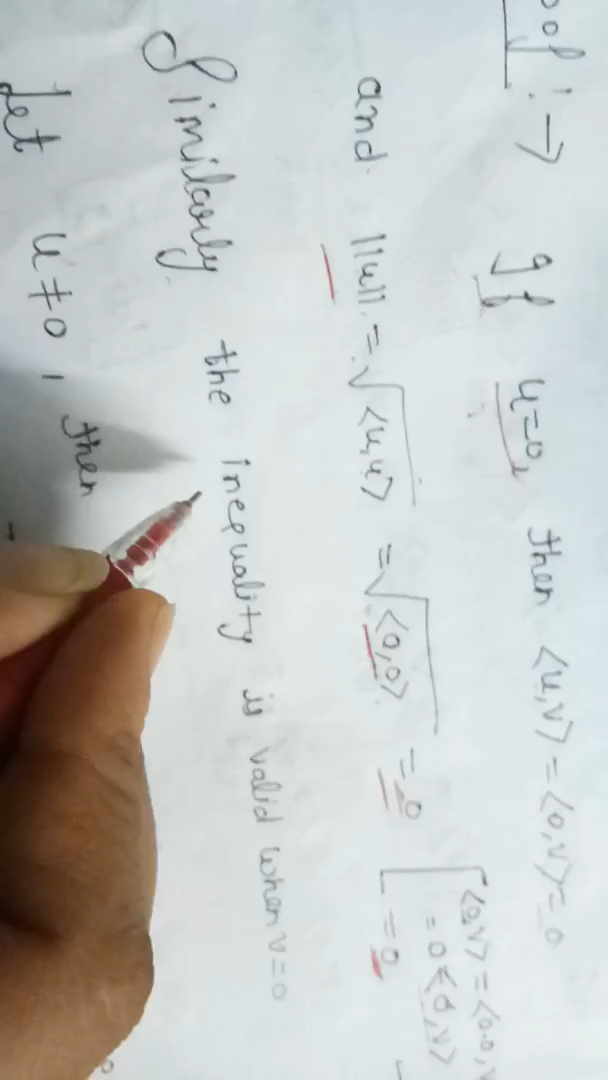 oof :→ If u=0, then <u,v> = <0,v> = 0
[<0,v> = <0.0,v
= 0<0,v>
= 0
and ||u|| = √<u,u> = √<0,0> = 0
Similarly the inequality is valid when v=0
Let u≠0, then